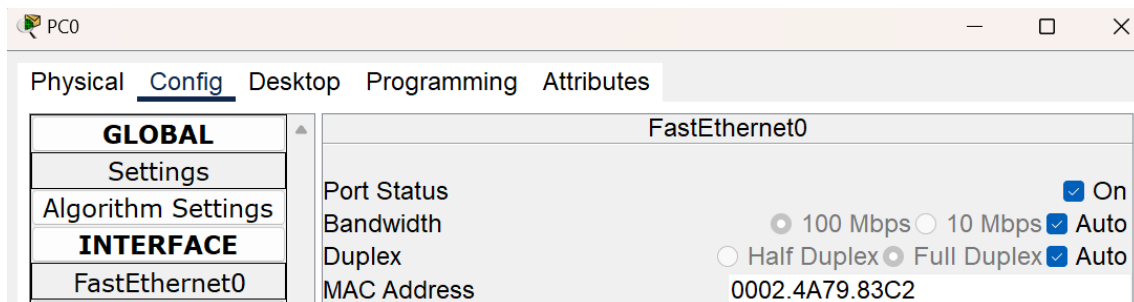 PC0
Physical Config Desktop Programming Attributes
GLOBAL
Settings
Algorithm Settings
INTERFACE
FastEthernet0
FastEthernet0
Port Status On
Bandwidth 100 Mbps 10 Mbps Auto
Duplex Half Duplex Full Duplex Auto
MAC Address 0002.4A79.83C2